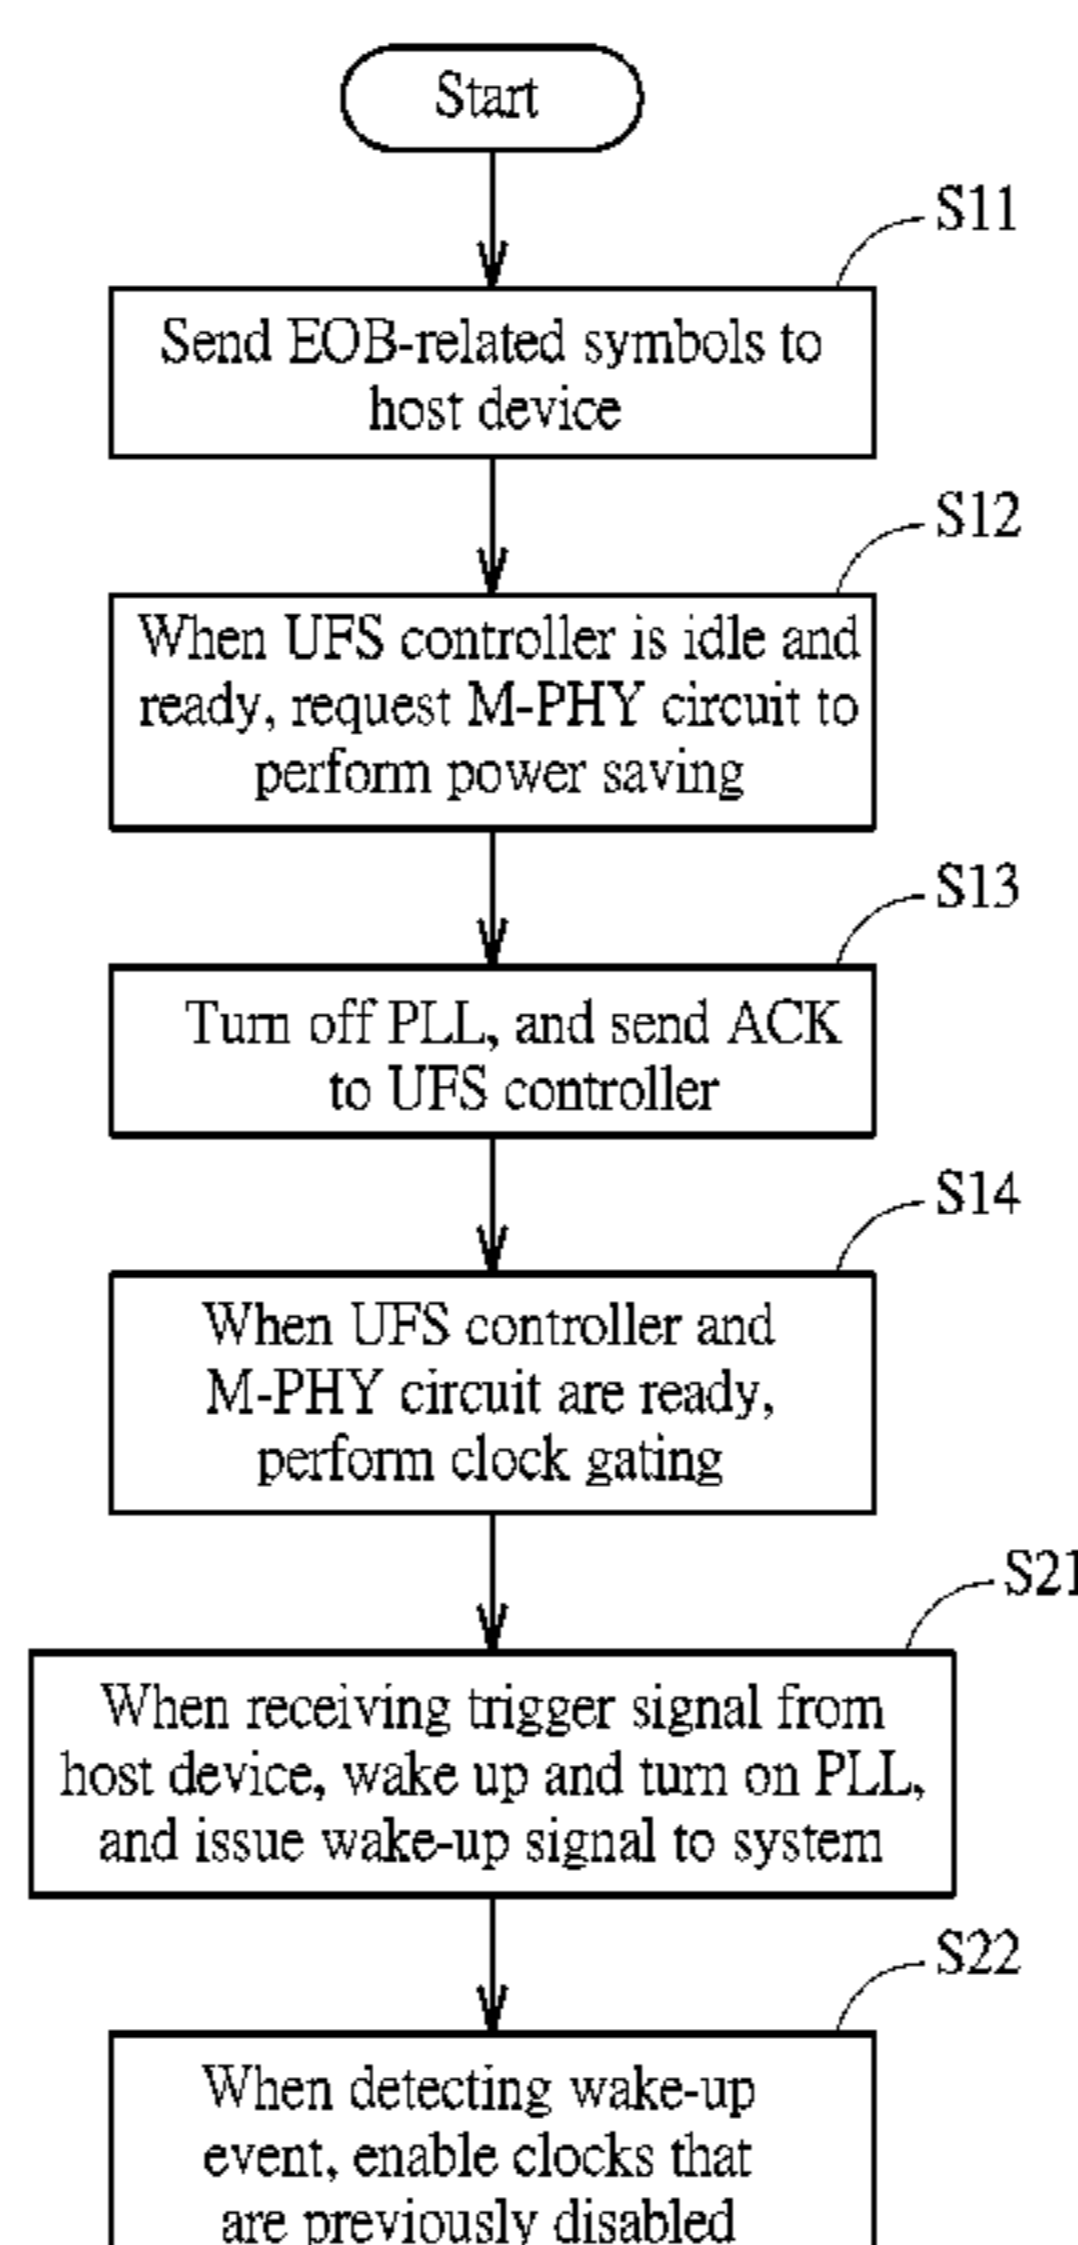 Start
S11
Send EOB-related symbols to
host device
S12
When UFS controller is idle and
ready, request M-PHY circuit to
perform power saving
S13
Turn off PLL, and send ACK
to UFS controller
S14
When UFS controller and
M-PHY circuit are ready,
perform clock gating
S21
When receiving trigger signal from
host device, wake up and turn on PLL,
and issue wake-up signal to system
S22
When detecting wake-up
event, enable clocks that
are previously disabled